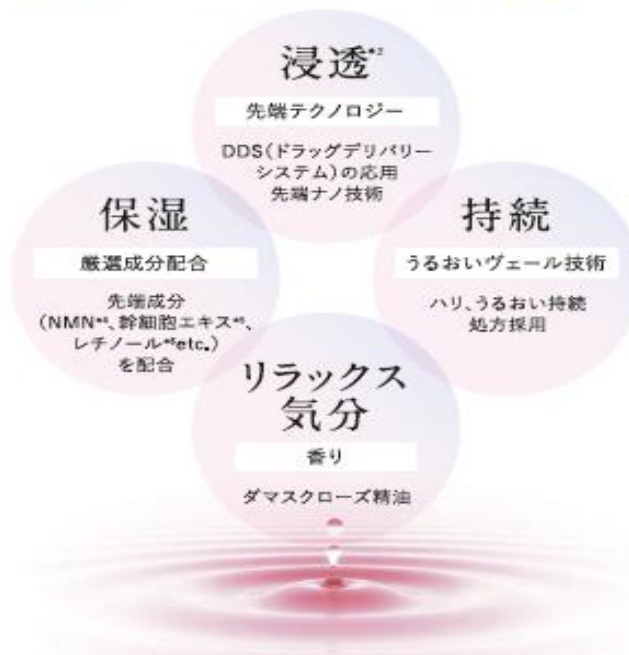 浸透*2
先端テクノロジー
DDS(ドラッグデリバリー
システム)の応用
先端ナノ技術
保湿
厳選成分配合
先端成分
(NMN*4、幹細胞エキス*5、
レチノール*6etc.)
を配合
持続
うるおいヴェール技術
ハリ、うるおい持続
処方採用
リラックス
気分
香り
ダマスクローズ精油